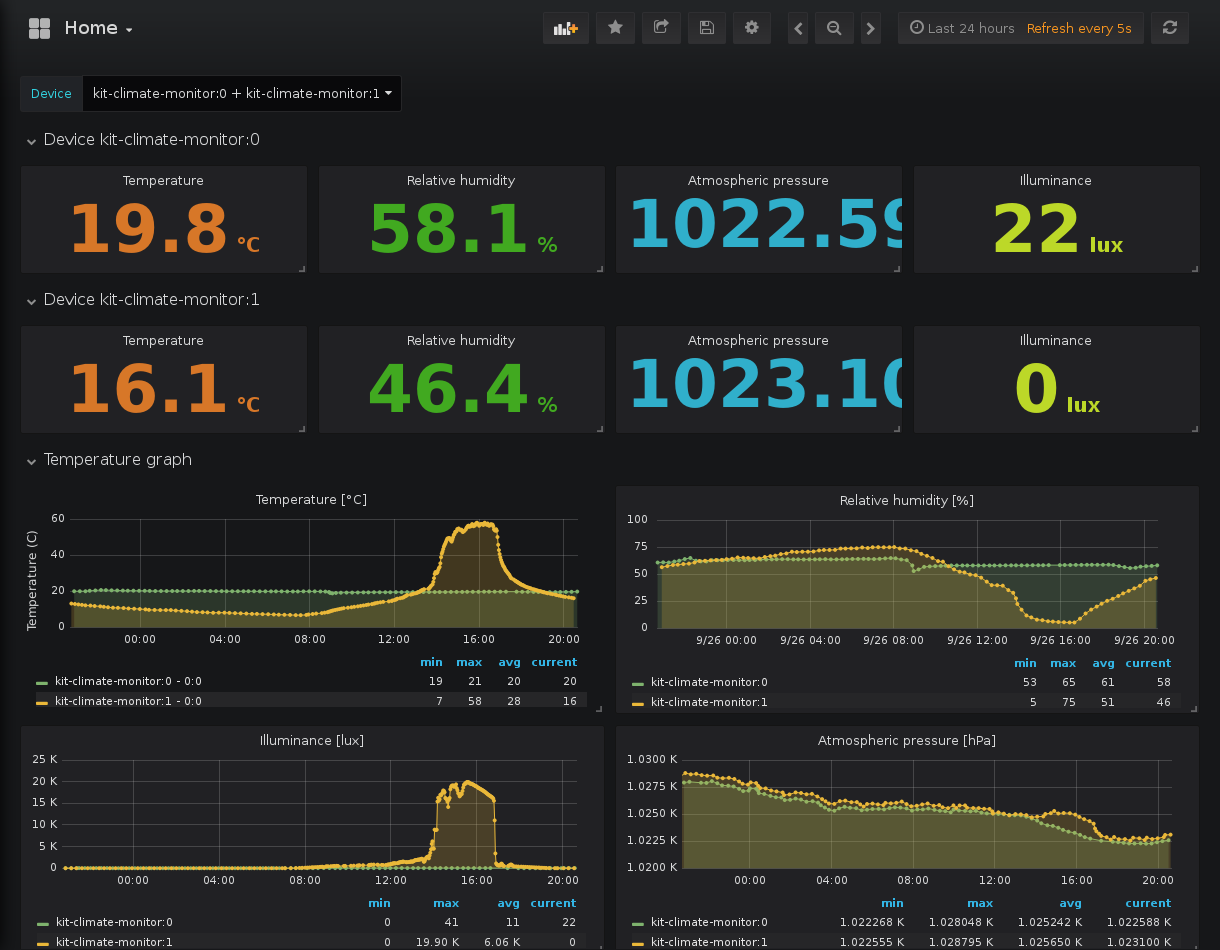 Home
Last 24 hours Refresh every 5s
Device kit-climate-monitor:0 + kit-climate-monitor:1
Device kit-climate-monitor:0
Temperature Relative humidity Atmospheric pressure Illuminance
19.8 °C 58.1 % 1022.59 22 lux
Device kit-climate-monitor:1
Temperature Relative humidity Atmospheric pressure Illuminance
16.1 °C 46.4 % 1023.10 0 lux
Temperature graph
Temperature [°C]
Temperature (C)
60
40
20
0
00:00 04:00 08:00 12:00 16:00 20:00
min max avg current
kit-climate-monitor:0 - 0:0 19 21 20 20
kit-climate-monitor:1 - 0:0 7 58 28 16
Relative humidity [%]
100
75
50
25
0
9/26 00:00 9/26 04:00 9/26 08:00 9/26 12:00 9/26 16:00 9/26 20:00
min max avg current
kit-climate-monitor:0 53 65 61 58
kit-climate-monitor:1 5 75 51 46
Illuminance [lux]
25 K
20 K
15 K
10 K
5 K
0
00:00 04:00 08:00 12:00 16:00 20:00
min max avg current
kit-climate-monitor:0 0 41 11 22
kit-climate-monitor:1 0 19.90 K 6.06 K 0
Atmospheric pressure [hPa]
1.0300 K
1.0275 K
1.0250 K
1.0225 K
1.0200 K
00:00 04:00 08:00 12:00 16:00 20:00
min max avg current
kit-climate-monitor:0 1.022268 K 1.028048 K 1.025242 K 1.022588 K
kit-climate-monitor:1 1.022555 K 1.028795 K 1.025650 K 1.023100 K